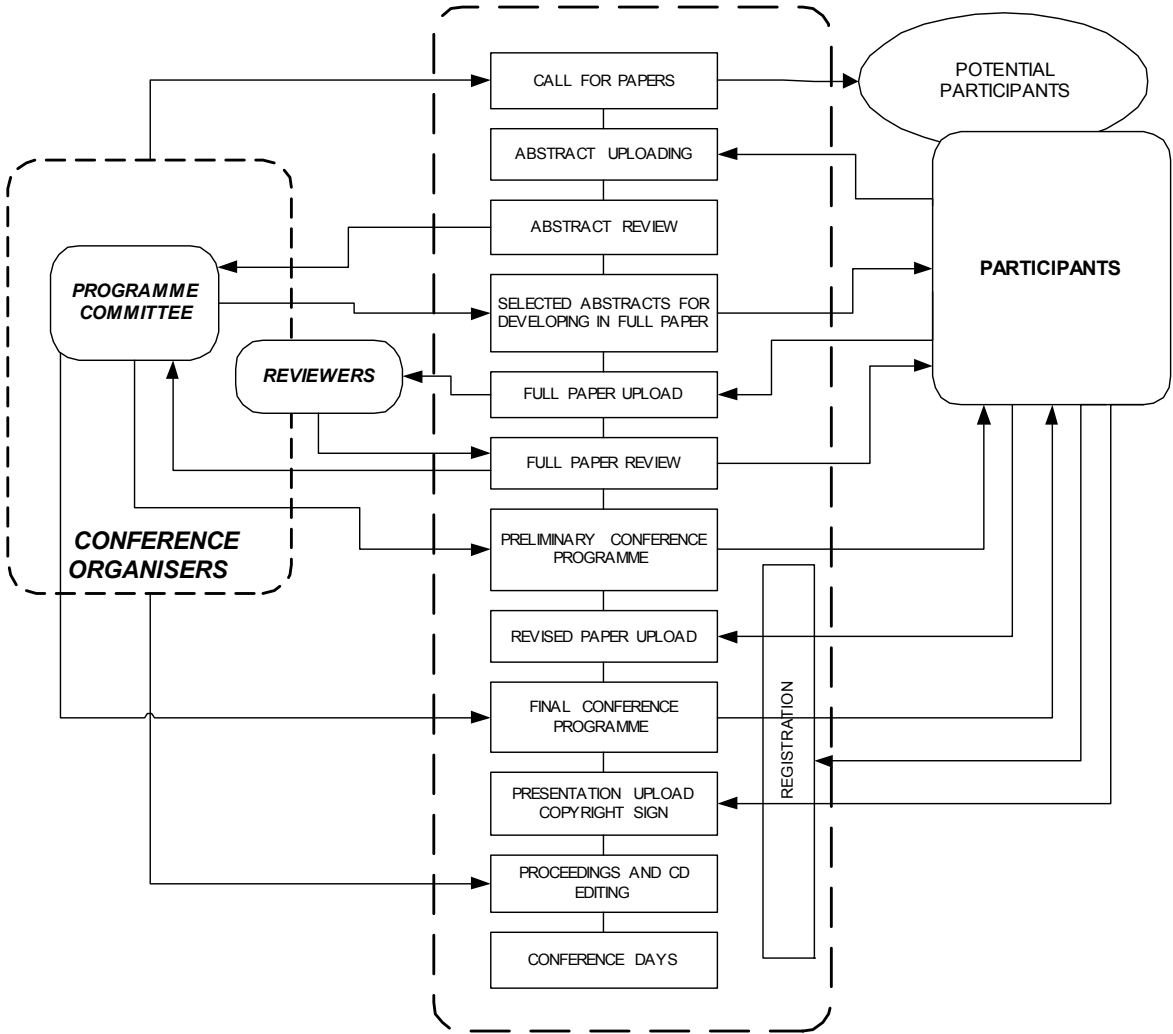 CALL FOR PAPERS
POTENTIAL
PARTICIPANTS
ABSTRACT UPLOADING
ABSTRACT REVIEW
PROGRAMME
COMMITTEE
SELECTED ABSTRACTS FOR
DEVELOPING IN FULL PAPER
PARTICIPANTS
REVIEWERS
FULL PAPER UPLOAD
FULL PAPER REVIEW
CONFERENCE
ORGANISERS
PRELIMINARY CONFERENCE
PROGRAMME
REVISED PAPER UPLOAD
FINAL CONFERENCE
PROGRAMME
REGISTRATION
PRESENTATION UPLOAD
COPYRIGHT SIGN
PROCEEDINGS AND CD
EDITING
CONFERENCE DAYS